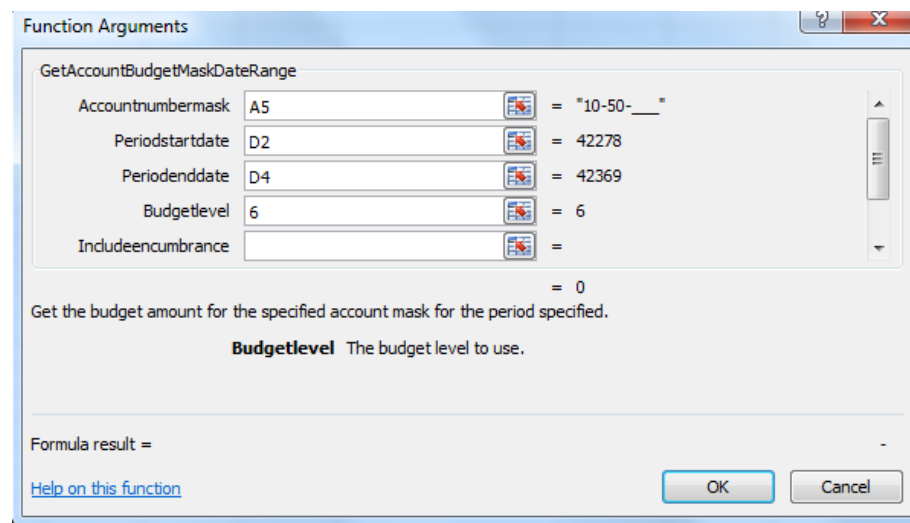 Function Arguments
GetAccountBudgetMaskDateRange
Accountnumbermask A5 = "10-50-___"
Periodstartdate D2 = 42278
Periodenddate D4 = 42369
Budgetlevel 6 = 6
Includeencumbrance =
= 0
Get the budget amount for the specified account mask for the period specified.
Budgetlevel The budget level to use.
Formula result = -
Help on this function OK Cancel